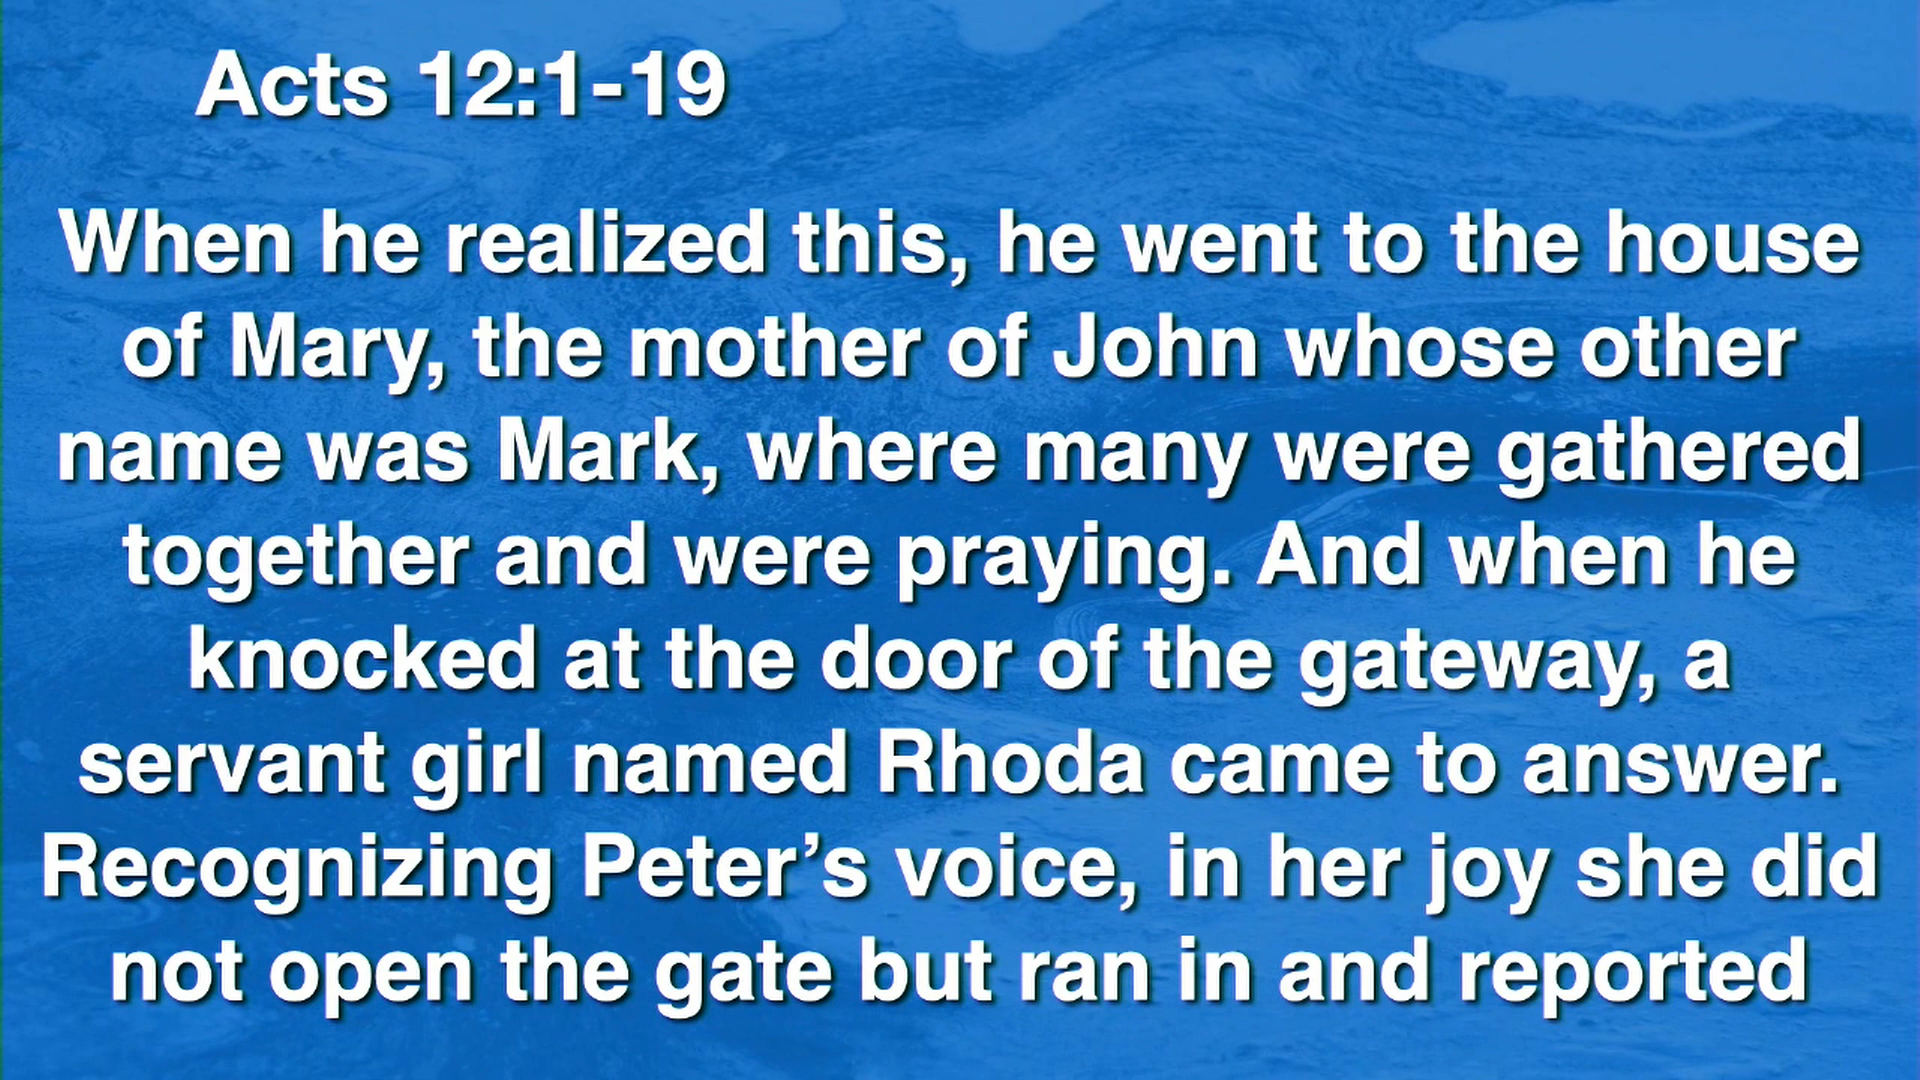 Acts 12:1-19
When he realized this, he went to the house
of Mary, the mother of John whose other
name was Mark, where many were gathered
together and were praying. And when he
knocked at the door of the gateway, a
servant girl named Rhoda came to answer.
Recognizing Peter’s voice, in her joy she did
not open the gate but ran in and reported